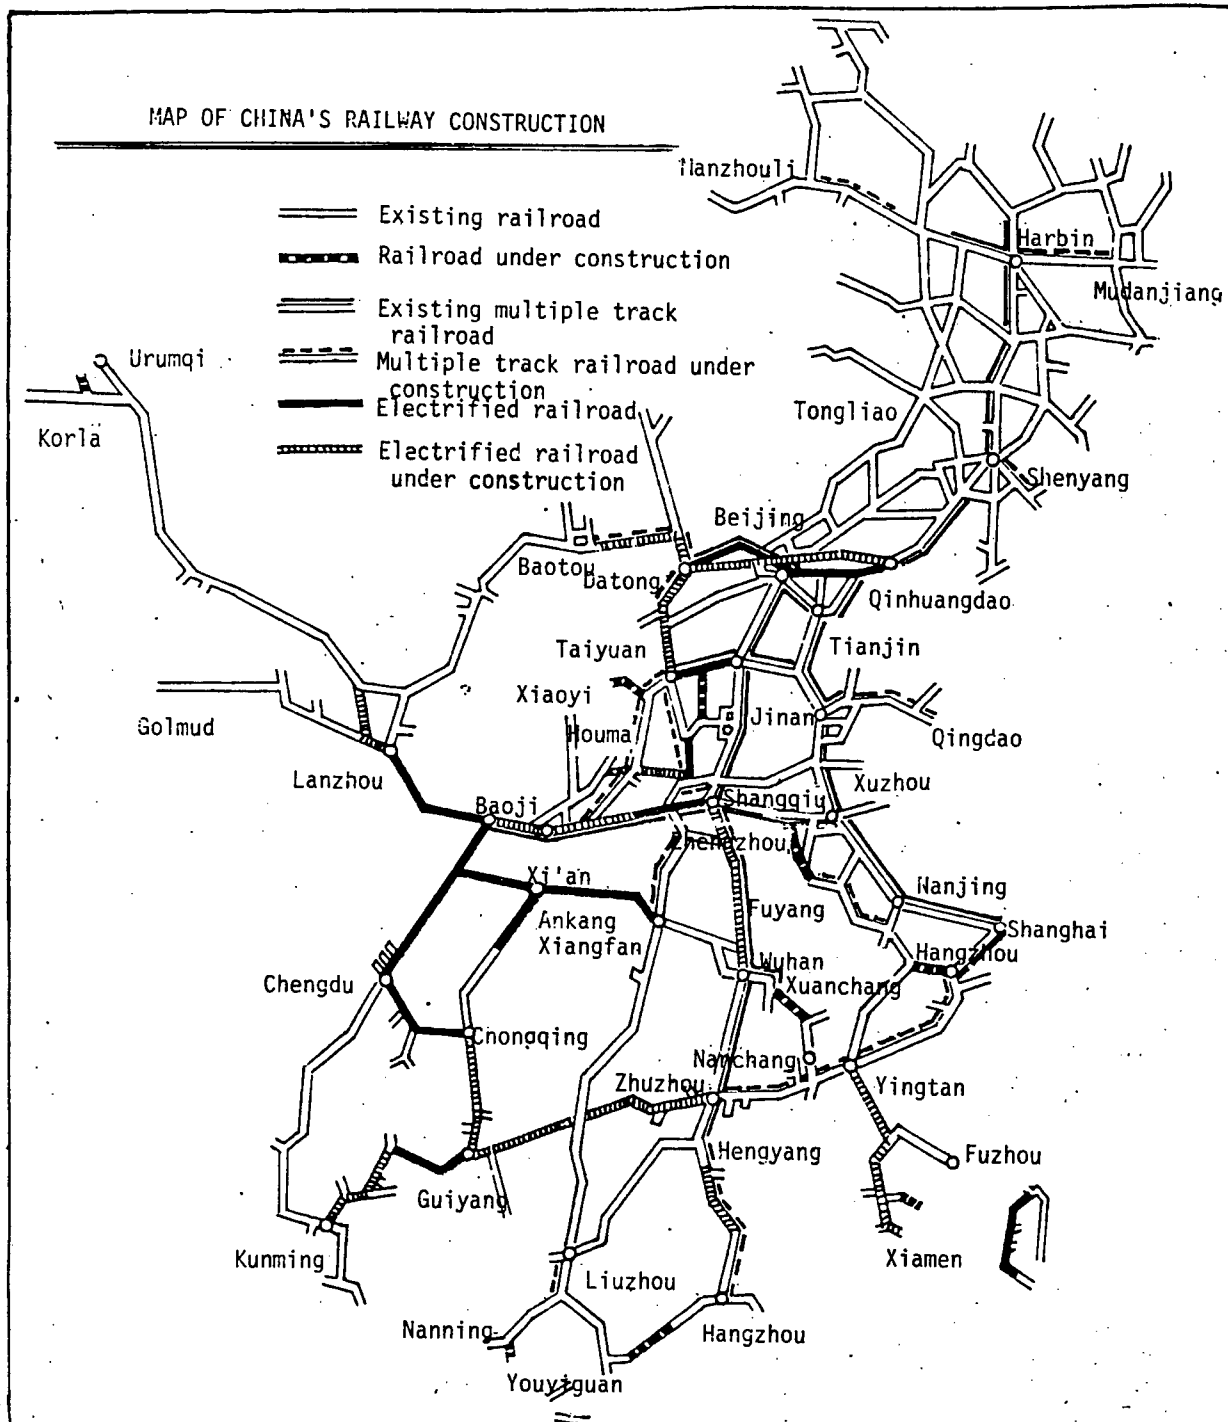 MAP OF CHINA'S RAILWAY CONSTRUCTION
Existing railroad
Railroad under construction
Existing multiple track
railroad
Multiple track railroad under
construction
Electrified railroad
Electrified railroad
under construction
Manzhouli
Harbin
Mudanjiang
Urumqi
Korla
Tongliao
Shenyang
Beijing
Baotou
Datong
Qinhuangdao
Taiyuan
Tianjin
Xiaoyi
Golmud
Houma
Jinan
Qingdao
Lanzhou
Xuzhou
Baoji
Shangqiu
Zhengzhou
Xi'an
Nanjing
Ankang
Fuyang
Xiangfan
Shanghai
Hangzhou
Wuhan
Chengdu
Xuanchang
Chongqing
Nanchang
Zhuzhou
Yingtan
Hengyang
Fuzhou
Guiyang
Kunming
Xiamen
Liuzhou
Nanning
Hangzhou
Youyiguan